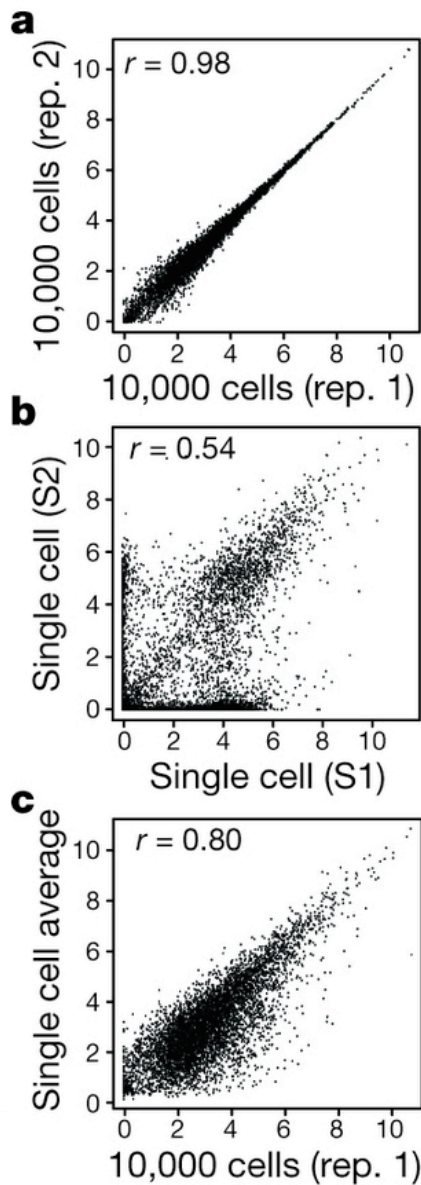 a
r = 0.98
10,000 cells (rep. 2)
10
8
6
4
2
0
0 2 4 6 8 10
10,000 cells (rep. 1)
b
r = 0.54
Single cell (S2)
10
8
6
4
2
0
0 2 4 6 8 10
Single cell (S1)
c
r = 0.80
Single cell average
10
8
6
4
2
0
0 2 4 6 8 10
10,000 cells (rep. 1)